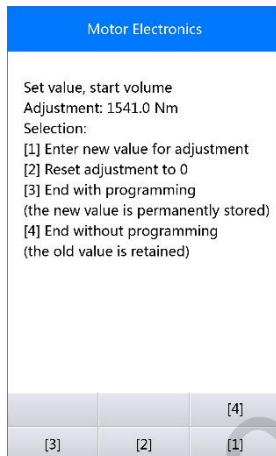 Motor Electronics
Set value, start volume
Adjustment: 1541.0 Nm
Selection:
[1] Enter new value for adjustment
[2] Reset adjustment to 0
[3] End with programming
(the new value is permanently stored)
[4] End without programming
(the old value is retained)
[4]
[3] [2] [1]